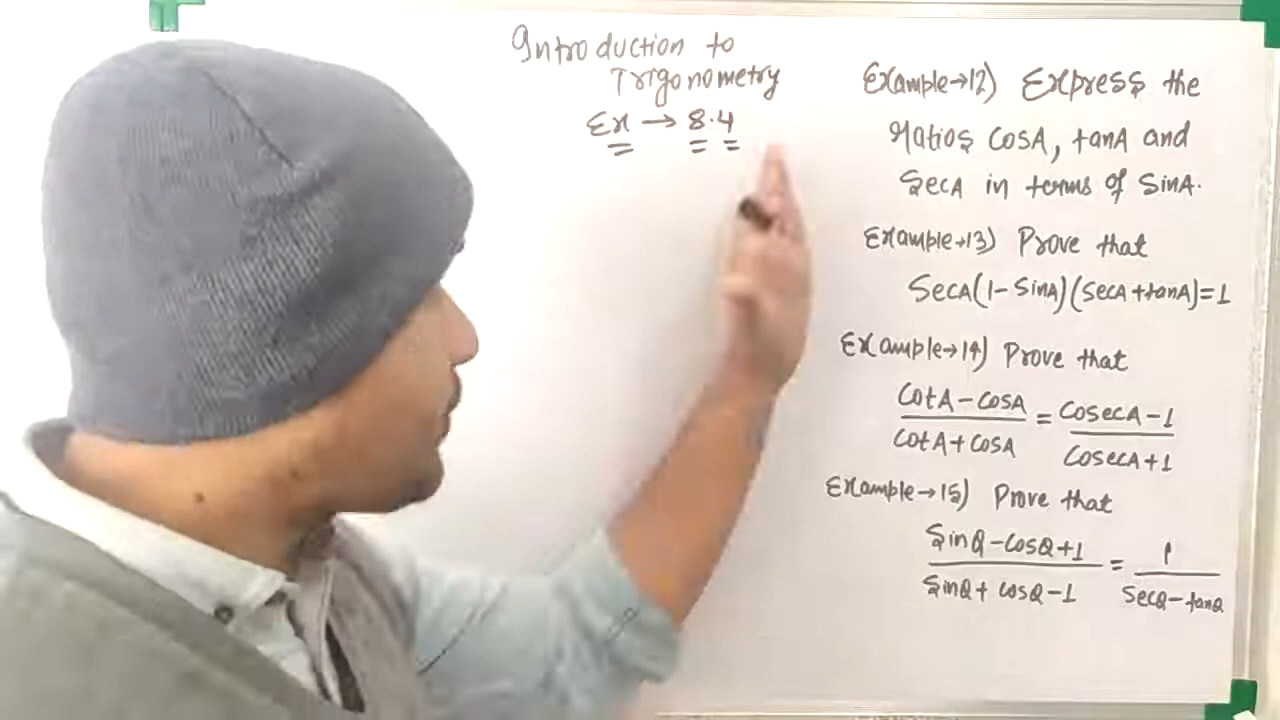 Introduction to
Trigonometry
Ex → 8.4
Example→12) Express the
ratios cosA, tanA and
SecA in terms of SinA.
Example→13) Prove that
SecA(1-SinA)(SecA+tanA)=1
Example→14) Prove that
CotA-CosA / CotA+CosA = CosecA-1 / CosecA+1
Example→15) Prove that
SinQ-CosQ+1 / SinQ+CosQ-1 = 1 / SecQ-tanQ